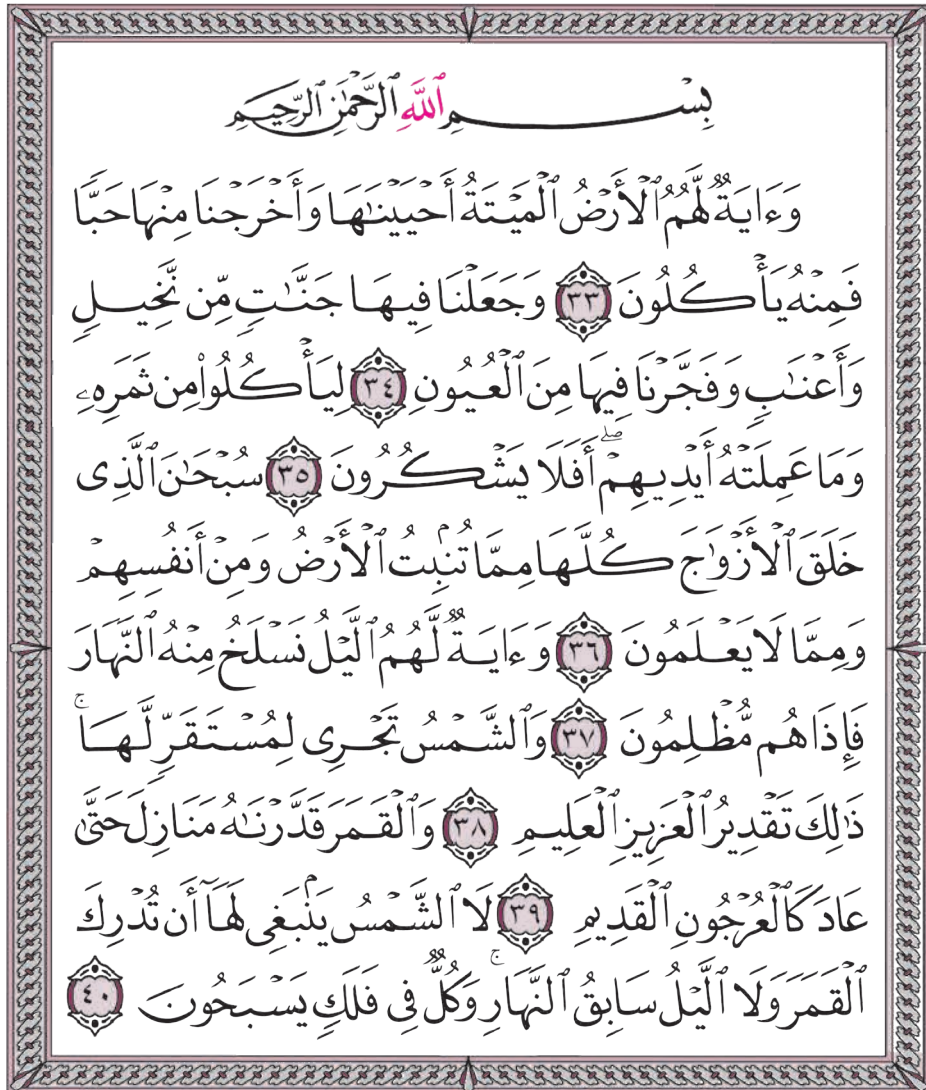 بِسْمِ ٱللَّهِ ٱلرَّحْمَٰنِ ٱلرَّحِيمِ
وَءَايَةٌ لَّهُمُ ٱلْأَرْضُ ٱلْمَيْتَةُ أَحْيَيْنَٰهَا وَأَخْرَجْنَا مِنْهَا حَبًّا
فَمِنْهُ يَأْكُلُونَ ٣٣ وَجَعَلْنَا فِيهَا جَنَّٰتٍ مِّن نَّخِيلٍ
وَأَعْنَٰبٍ وَفَجَّرْنَا فِيهَا مِنَ ٱلْعُيُونِ ٣٤ لِيَأْكُلُوا۟ مِن ثَمَرِهِۦ
وَمَا عَمِلَتْهُ أَيْدِيهِمْ ۖ أَفَلَا يَشْكُرُونَ ٣٥ سُبْحَٰنَ ٱلَّذِى
خَلَقَ ٱلْأَزْوَٰجَ كُلَّهَا مِمَّا تُنۢبِتُ ٱلْأَرْضُ وَمِنْ أَنفُسِهِمْ
وَمِمَّا لَا يَعْلَمُونَ ٣٦ وَءَايَةٌ لَّهُمُ ٱلَّيْلُ نَسْلَخُ مِنْهُ ٱلنَّهَارَ
فَإِذَا هُم مُّظْلِمُونَ ٣٧ وَٱلشَّمْسُ تَجْرِى لِمُسْتَقَرٍّ لَّهَا ۚ
ذَٰلِكَ تَقْدِيرُ ٱلْعَزِيزِ ٱلْعَلِيمِ ٣٨ وَٱلْقَمَرَ قَدَّرْنَٰهُ مَنَازِلَ حَتَّىٰ
عَادَ كَٱلْعُرْجُونِ ٱلْقَدِيمِ ٣٩ لَا ٱلشَّمْسُ يَنۢبَغِى لَهَآ أَن تُدْرِكَ
ٱلْقَمَرَ وَلَا ٱلَّيْلُ سَابِقُ ٱلنَّهَارِ ۚ وَكُلٌّ فِى فَلَكٍ يَسْبَحُونَ ٤٠